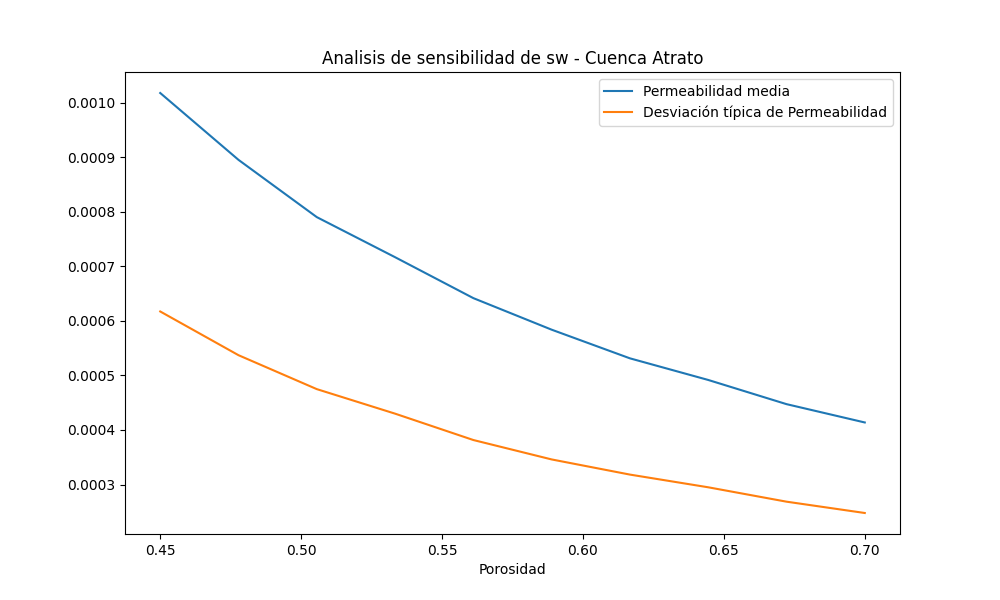 Analisis de sensibilidad de sw - Cuenca Atrato
Permeabilidad media
Desviación típica de Permeabilidad
0.0010
0.0009
0.0008
0.0007
0.0006
0.0005
0.0004
0.0003
0.45 0.50 0.55 0.60 0.65 0.70
Porosidad